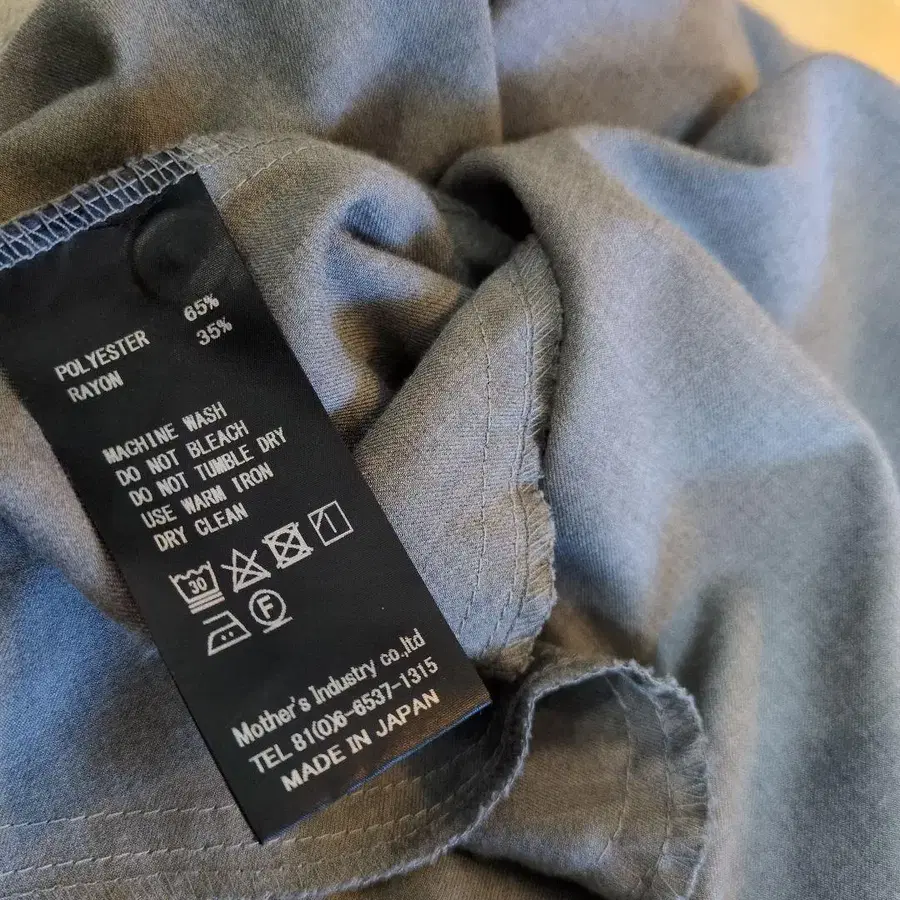 POLYESTER 65%
RAYON 35%
MACHINE WASH
DO NOT BLEACH
DO NOT TUMBLE DRY
USE WARM IRON
DRY CLEAN
30
F
Mother's Industry co.,ltd
TEL 81(0)6-6537-1315
MADE IN JAPAN